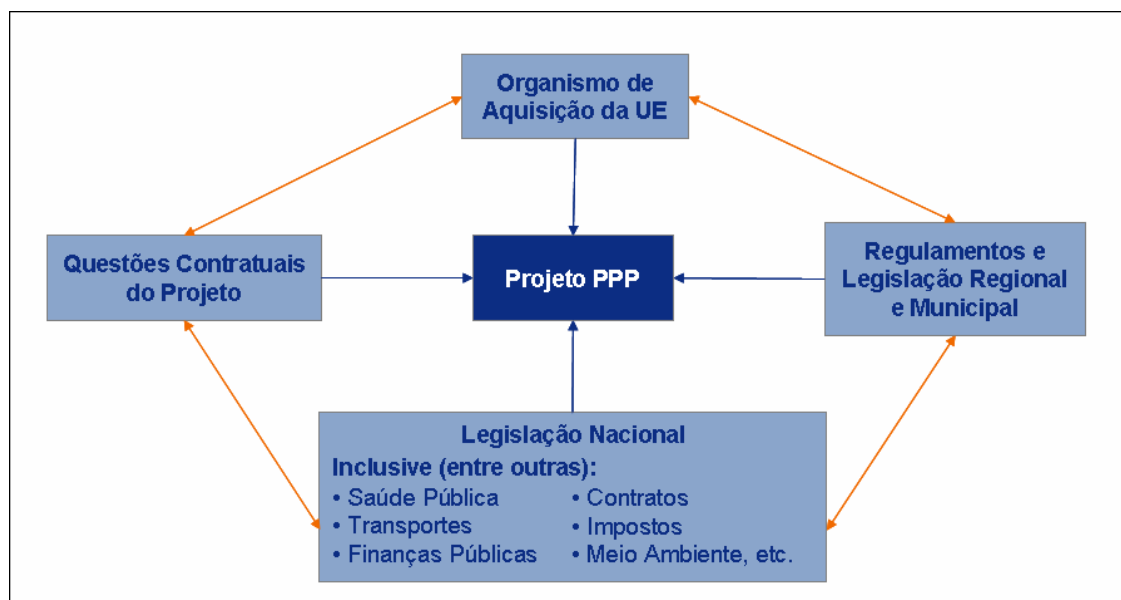 Organismo de
Aquisição da UE
Questões Contratuais
do Projeto
Projeto PPP
Regulamentos e
Legislação Regional
e Municipal
Legislação Nacional
Inclusive (entre outras):
• Saúde Pública
• Transportes
• Finanças Públicas
• Contratos
• Impostos
• Meio Ambiente, etc.